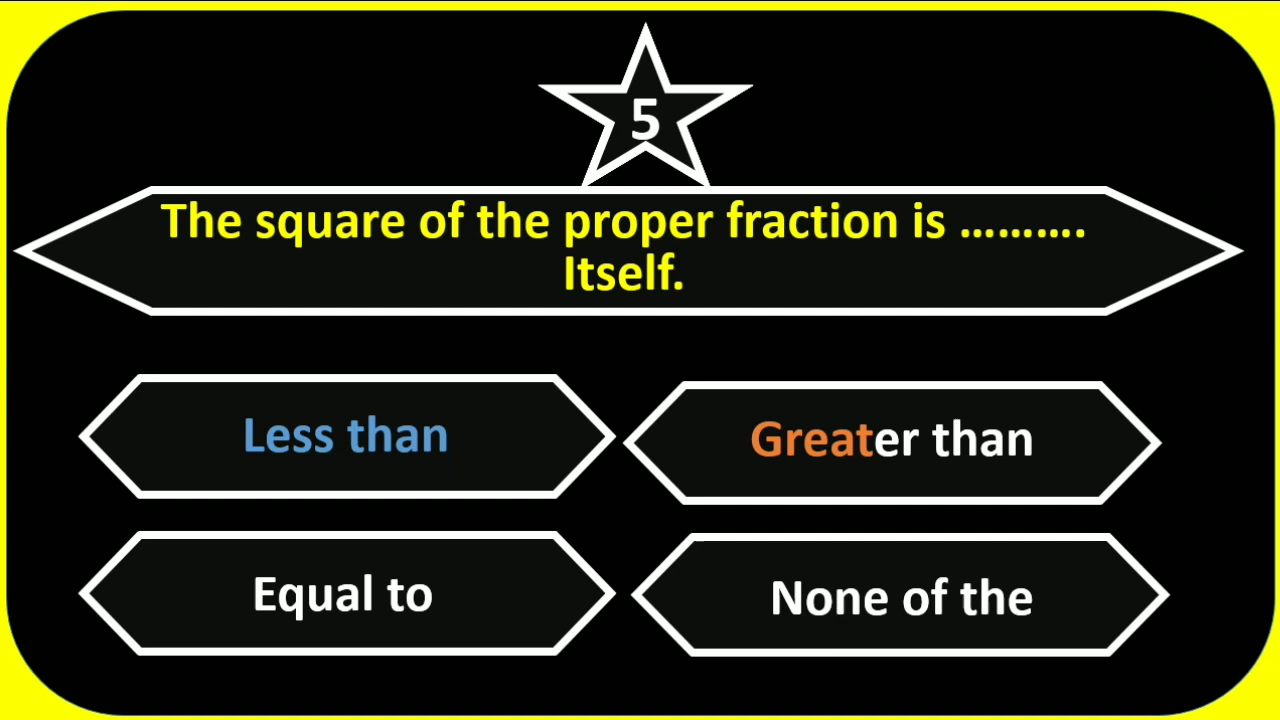 5
The square of the proper fraction is ……….
Itself.
Less than
Greater than
Equal to
None of the